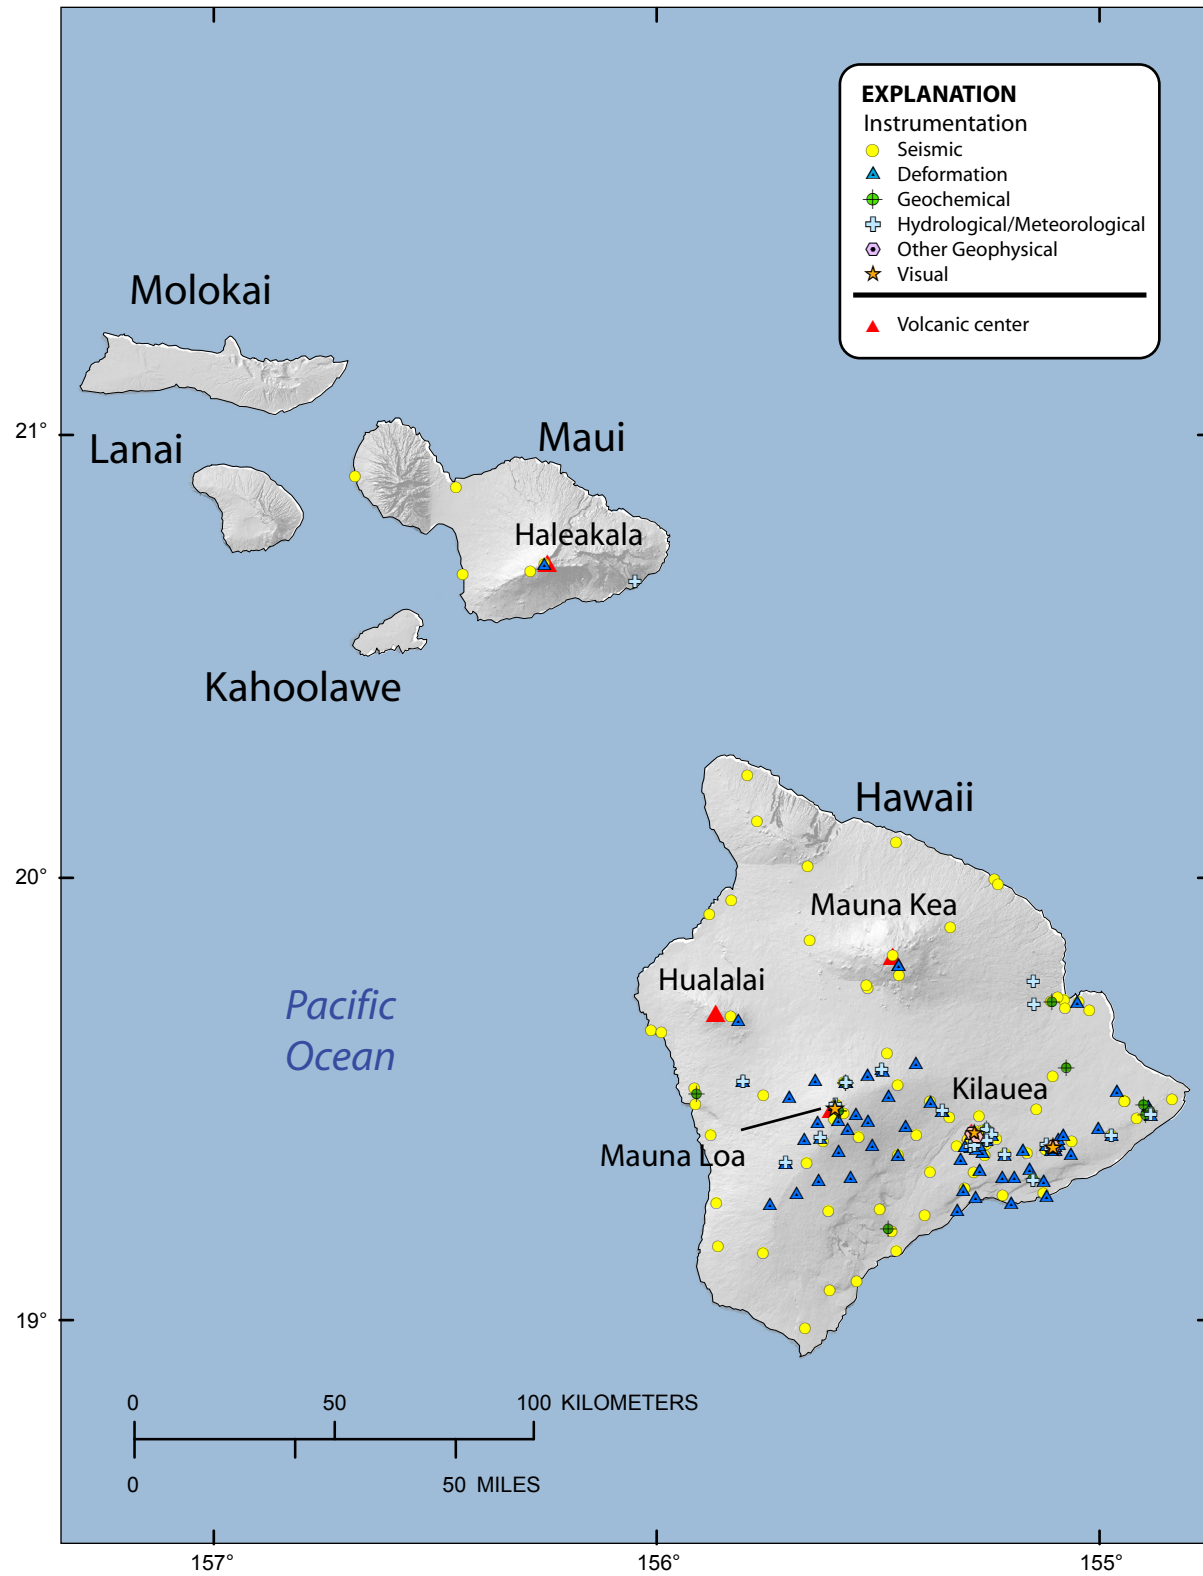 EXPLANATION
Instrumentation
Seismic
Deformation
Geochemical
Hydrological/Meteorological
Other Geophysical
Visual
Volcanic center
Molokai
Lanai
Maui
Haleakala
Kahoolawe
Hawaii
Mauna Kea
Hualalai
Pacific
Ocean
Kilauea
Mauna Loa
21°
20°
19°
0 50 100 KILOMETERS
0 50 MILES
157° 156° 155°